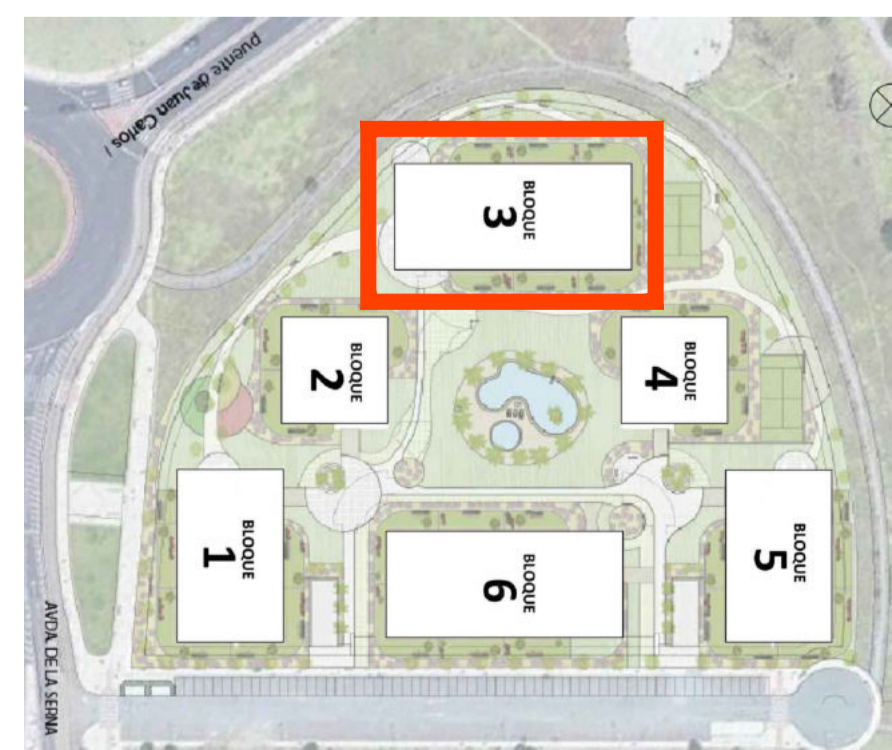 puente de Juan Carlos I
BLOQUE
3
BLOQUE
2
BLOQUE
4
BLOQUE
1
BLOQUE
6
BLOQUE
5
AVDA. DE LA SERNA